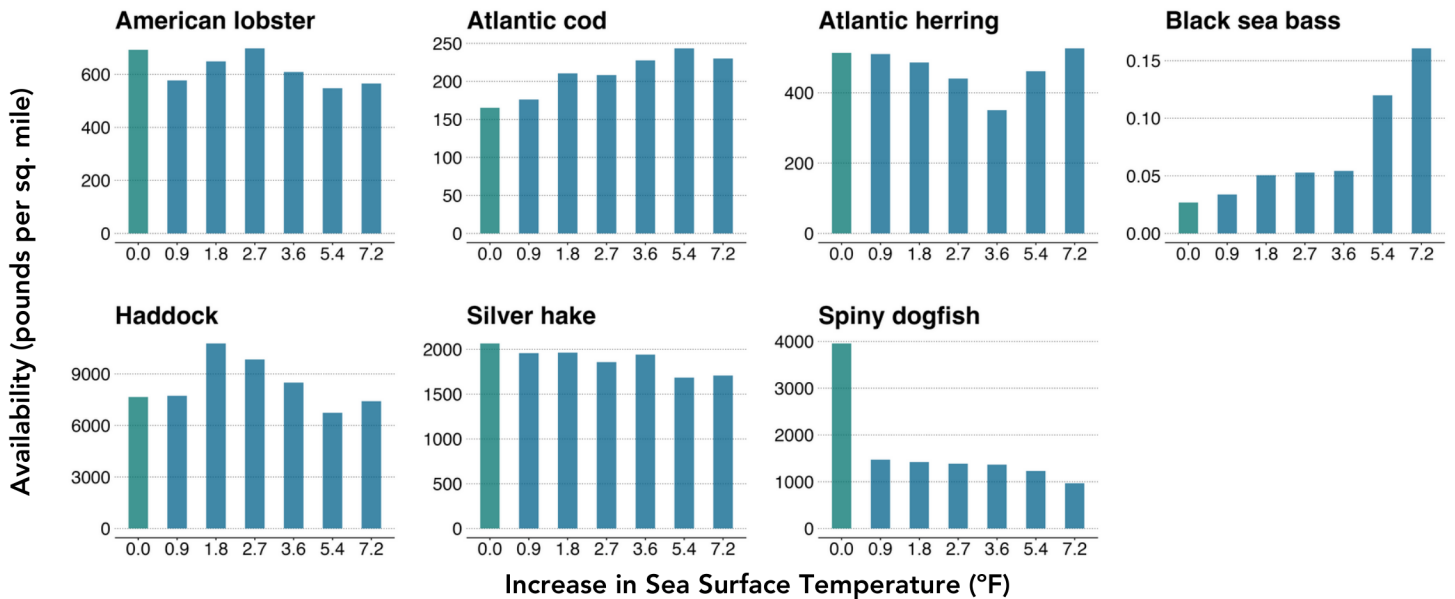 American lobster
Atlantic cod
Atlantic herring
Black sea bass
Availability (pounds per sq. mile)
600
400
200
0
0.0 0.9 1.8 2.7 3.6 5.4 7.2
250
200
150
100
50
0
0.0 0.9 1.8 2.7 3.6 5.4 7.2
400
200
0
0.0 0.9 1.8 2.7 3.6 5.4 7.2
0.15
0.10
0.05
0.00
0.0 0.9 1.8 2.7 3.6 5.4 7.2
Haddock
Silver hake
Spiny dogfish
9000
6000
3000
0
0.0 0.9 1.8 2.7 3.6 5.4 7.2
2000
1500
1000
500
0
0.0 0.9 1.8 2.7 3.6 5.4 7.2
4000
3000
2000
1000
0
0.0 0.9 1.8 2.7 3.6 5.4 7.2
Increase in Sea Surface Temperature (°F)